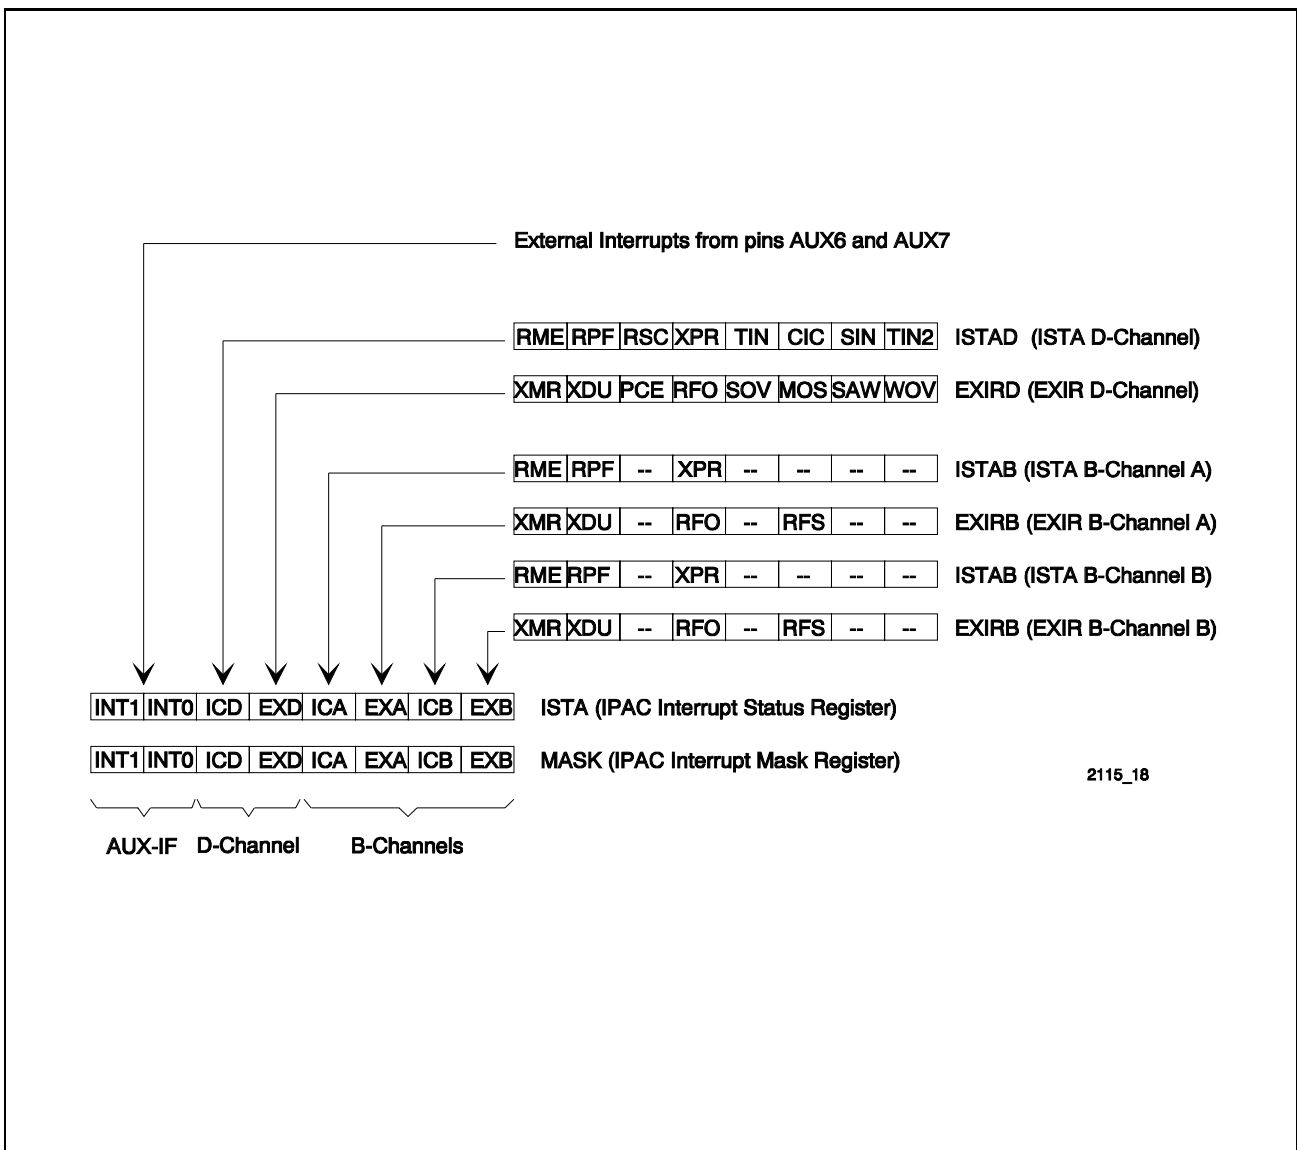 External Interrupts from pins AUX6 and AUX7
RME RPF RSC XPR TIN CIC SIN TIN2 ISTAD (ISTA D-Channel)
XMR XDU PCE RFO SOV MOS SAW WOV EXIRD (EXIR D-Channel)
RME RPF -- XPR -- -- -- -- ISTAB (ISTA B-Channel A)
XMR XDU -- RFO -- RFS -- -- EXIRB (EXIR B-Channel A)
RME RPF -- XPR -- -- -- -- ISTAB (ISTA B-Channel B)
XMR XDU -- RFO -- RFS -- -- EXIRB (EXIR B-Channel B)
INT1 INT0 ICD EXD ICA EXA ICB EXB ISTA (IPAC Interrupt Status Register)
INT1 INT0 ICD EXD ICA EXA ICB EXB MASK (IPAC Interrupt Mask Register)
2115_18
AUX-IF D-Channel B-Channels